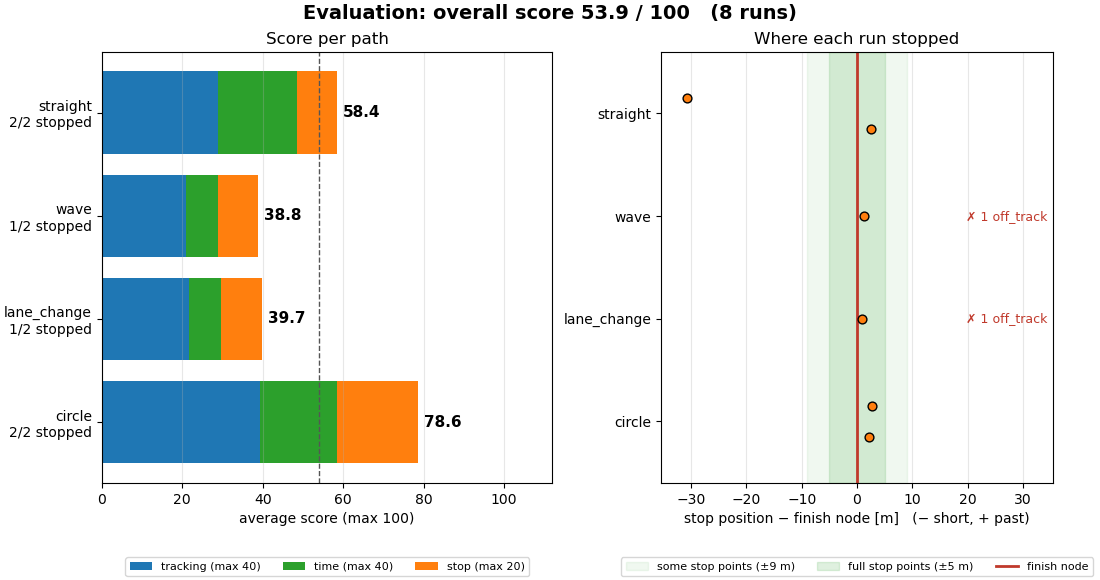 Evaluation: overall score 53.9 / 100 (8 runs)
Score per path
straight
2/2 stopped
58.4
wave
1/2 stopped
38.8
lane_change
1/2 stopped
39.7
circle
2/2 stopped
78.6
0 20 40 60 80 100
average score (max 100)
tracking (max 40) time (max 40) stop (max 20)
Where each run stopped
straight
wave
✗ 1 off_track
lane_change
✗ 1 off_track
circle
−30 −20 −10 0 10 20 30
stop position − finish node [m] (− short, + past)
some stop points (±9 m) full stop points (±5 m) finish node